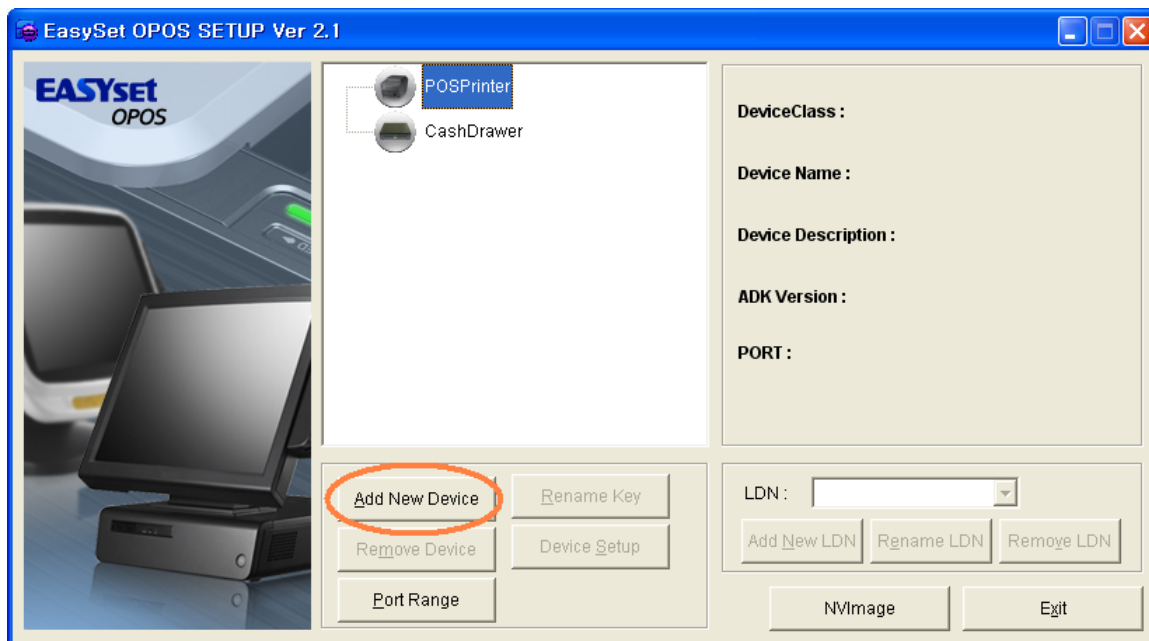 EasySet OPOS SETUP Ver 2.1
EASYset
OPOS
POSPrinter
CashDrawer
DeviceClass :
Device Name :
Device Description :
ADK Version :
PORT :
Add New Device
Rename Key
Remove Device
Device Setup
Port Range
LDN :
Add New LDN
Rename LDN
Remove LDN
NVImage
Exit